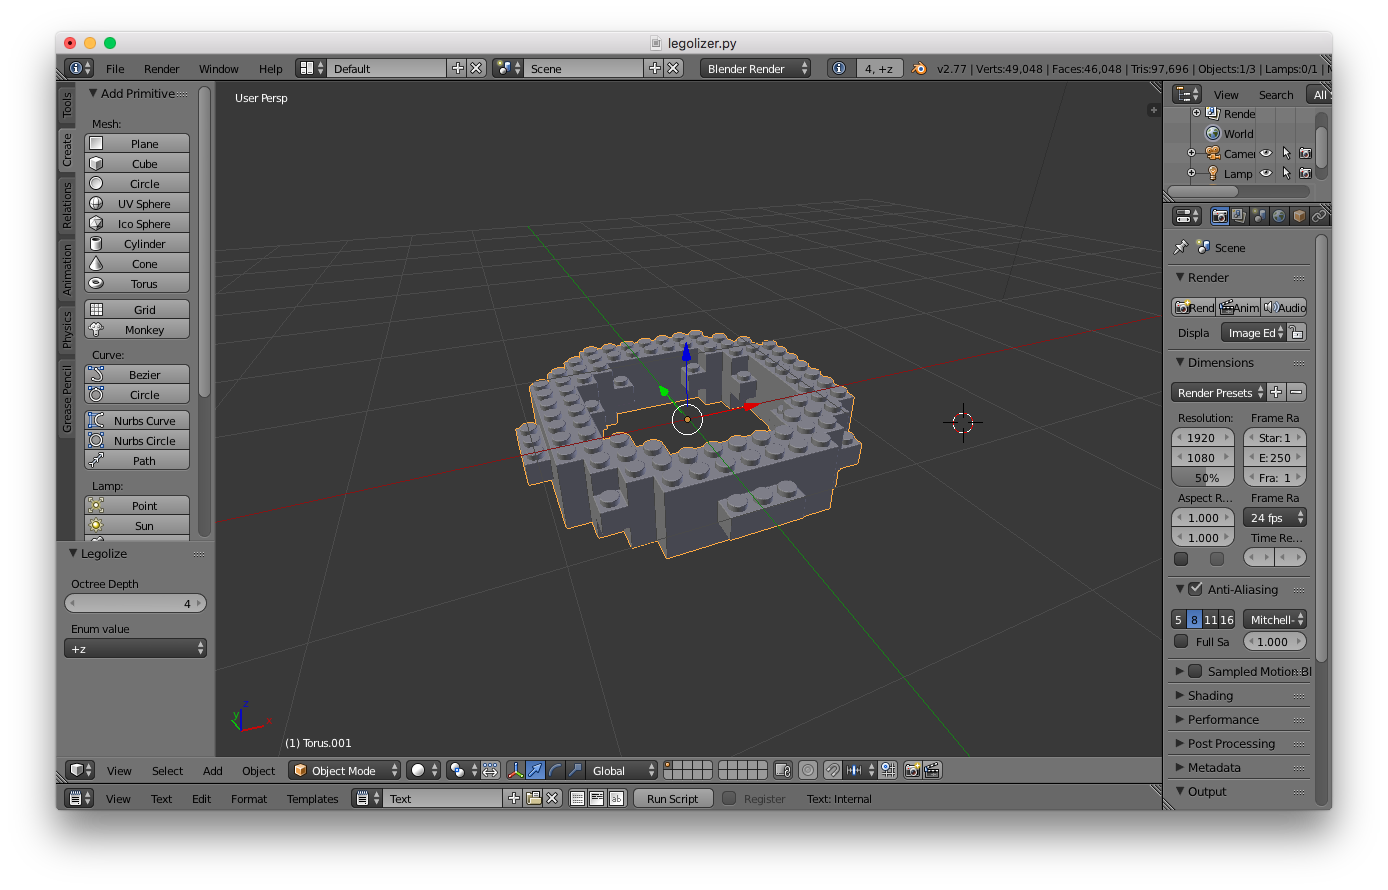 legolizer.py
File Render Window Help Default Scene Blender Render 4, +z v2.77 | Verts:49,048 | Faces:46,048 | Tris:97,696 | Objects:1/3 | Lamps:0/1 |
Tools
Create
Relations
Animation
Physics
Grease Pencil
Add Primitive
Mesh:
Plane
Cube
Circle
UV Sphere
Ico Sphere
Cylinder
Cone
Torus
Grid
Monkey
Curve:
Bezier
Circle
Nurbs Curve
Nurbs Circle
Path
Lamp:
Point
Sun
Legolize
Octree Depth
4
Enum value
+z
User Persp
z
y
x
(1) Torus.001
View Search All
Rende
World
Camer
Lamp
Scene
Render
Rend Anim Audio
Displa Image Ed
Dimensions
Render Presets
Resolution: Frame Ra
1920 Star: 1
1080 E: 250
50% Fra: 1
Aspect R... Frame Ra
1.000 24 fps
1.000 Time Re...
Anti-Aliasing
5 8 11 16 Mitchell-
Full Sa 1.000
Sampled Motion Bl
Shading
Performance
Post Processing
Metadata
Output
View Select Add Object Object Mode Global
View Text Edit Format Templates Text Run Script Register Text: Internal